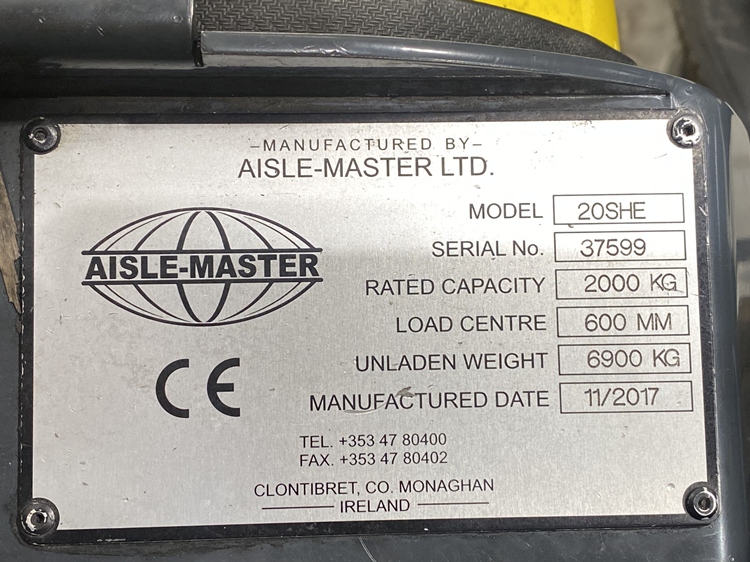 –MANUFACTURED BY–
AISLE-MASTER LTD.
AISLE-MASTER
CE
MODEL 20SHE
SERIAL No. 37599
RATED CAPACITY 2000 KG
LOAD CENTRE 600 MM
UNLADEN WEIGHT 6900 KG
MANUFACTURED DATE 11/2017
TEL. +353 47 80400
FAX. +353 47 80402
CLONTIBRET, CO. MONAGHAN
IRELAND